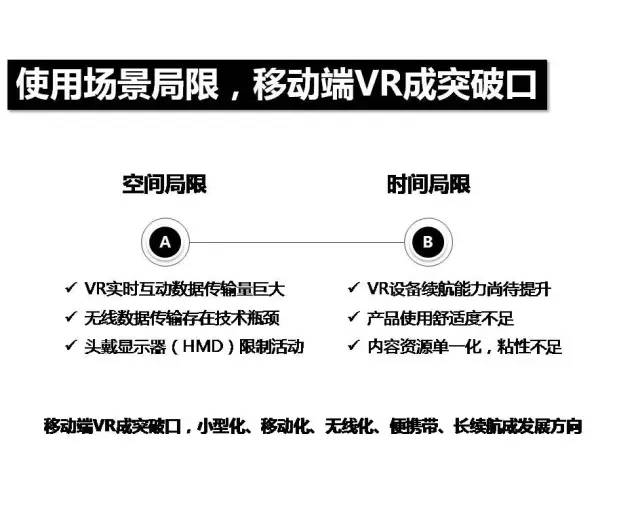 使用场景局限，移动端VR成突破口
空间局限
时间局限
A
B
VR实时互动数据传输量巨大
无线数据传输存在技术瓶颈
头戴显示器（HMD）限制活动
VR设备续航能力尚待提升
产品使用舒适度不足
内容资源单一化，粘性不足
移动端VR成突破口，小型化、移动化、无线化、便携带、长续航成发展方向